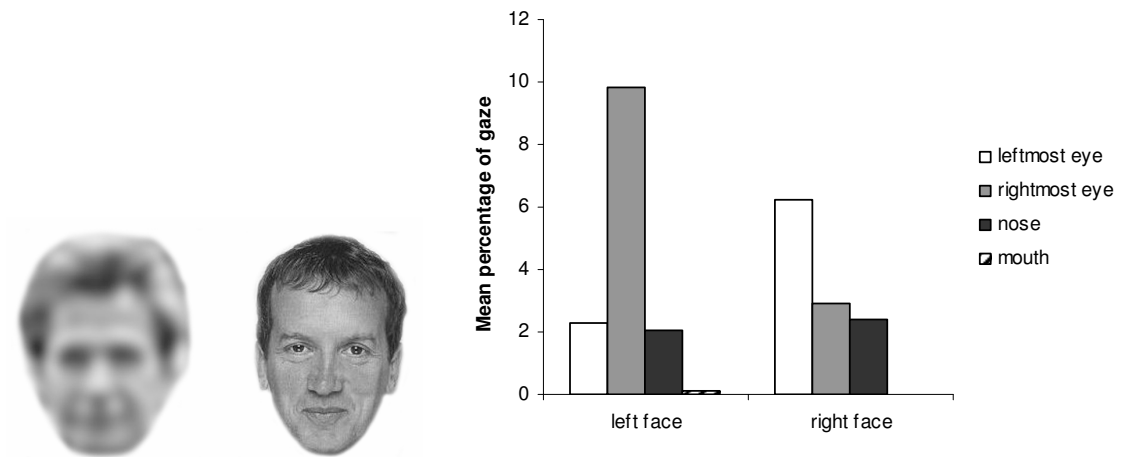 12
10
8
6
4
2
0
Mean percentage of gaze
left face
right face
leftmost eye
rightmost eye
nose
mouth